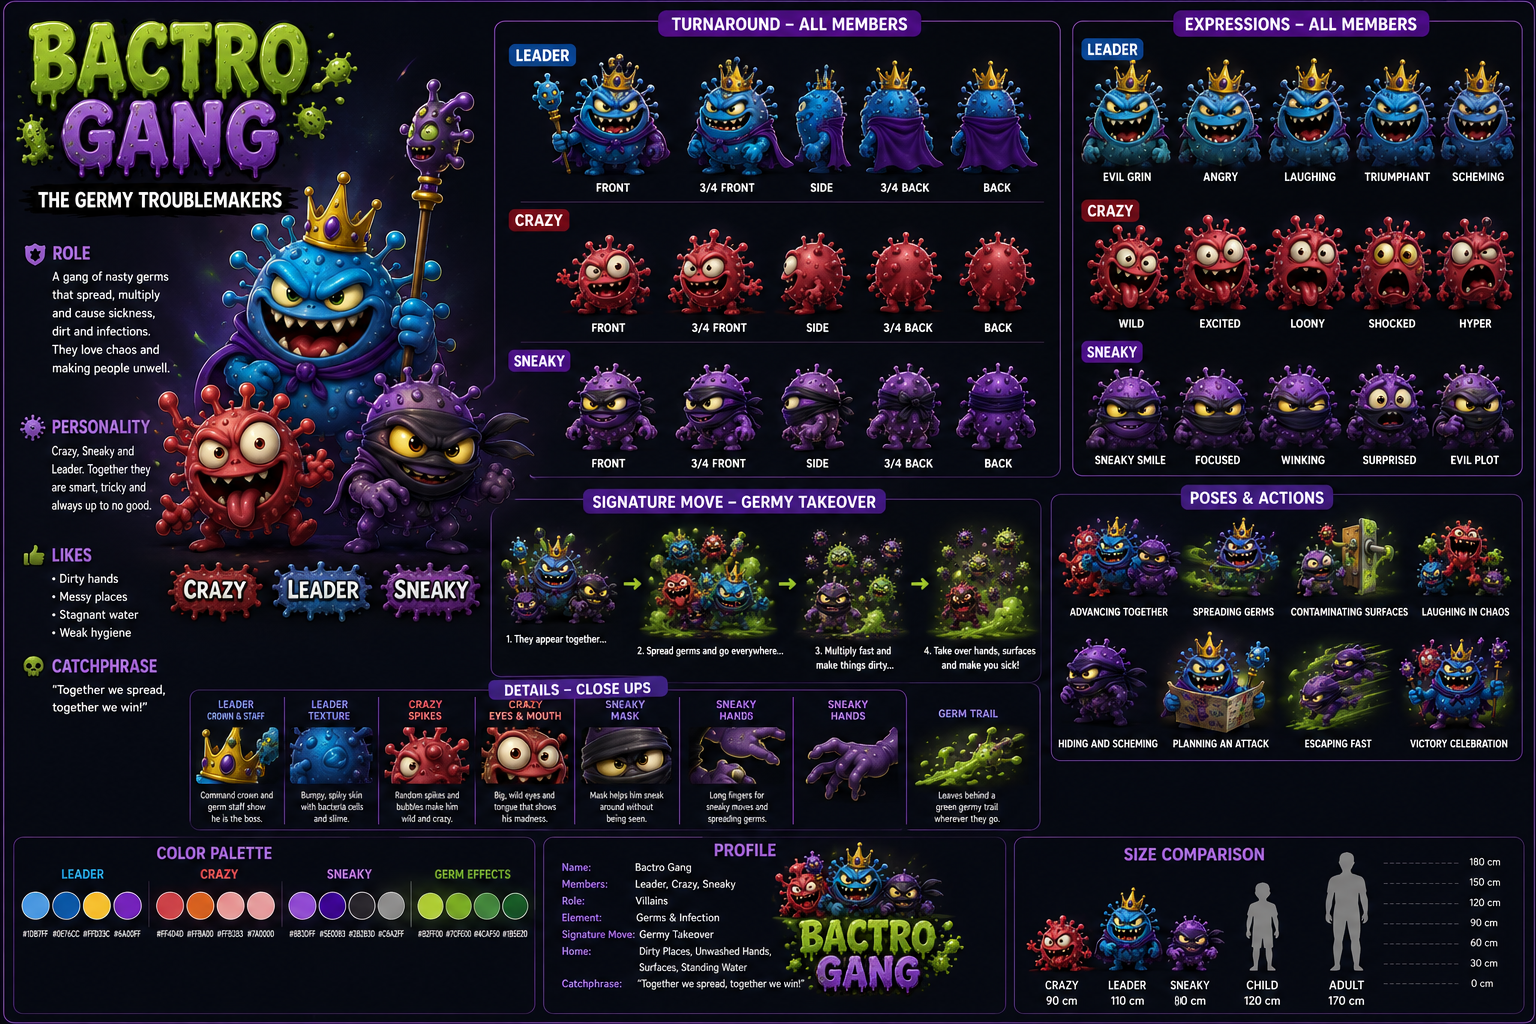 BACTRO
GANG
THE GERMY TROUBLEMAKERS
ROLE
A gang of nasty germs
that spread, multiply
and cause sickness,
dirt and infections.
They love chaos and
making people unwell.
PERSONALITY
Crazy, Sneaky and
Leader. Together they
are smart, tricky and
always up to no good.
LIKES
• Dirty hands
• Messy places
• Stagnant water
• Weak hygiene
CATCHPHRASE
"Together we spread,
together we win!"
CRAZY
LEADER
SNEAKY
TURNAROUND – ALL MEMBERS
LEADER
FRONT
3/4 FRONT
SIDE
3/4 BACK
BACK
CRAZY
FRONT
3/4 FRONT
SIDE
3/4 BACK
BACK
SNEAKY
FRONT
3/4 FRONT
SIDE
3/4 BACK
BACK
EXPRESSIONS – ALL MEMBERS
LEADER
EVIL GRIN
ANGRY
LAUGHING
TRIUMPHANT
SCHEMING
CRAZY
WILD
EXCITED
LOONY
SHOCKED
HYPER
SNEAKY
SNEAKY SMILE
FOCUSED
WINKING
SURPRISED
EVIL PLOT
SIGNATURE MOVE – GERMY TAKEOVER
1. They appear together...
2. Spread germs and go everywhere...
3. Multiply fast and
make things dirty...
4. Take over hands, surfaces
and make you sick!
POSES & ACTIONS
ADVANCING TOGETHER
SPREADING GERMS
CONTAMINATING SURFACES
LAUGHING IN CHAOS
HIDING AND SCHEMING
PLANNING AN ATTACK
ESCAPING FAST
VICTORY CELEBRATION
DETAILS – CLOSE UPS
LEADER
CROWN & STAFF
Command crown and
germ staff show
he is the boss.
LEADER
TEXTURE
Bumpy, spiky skin
with bacteria cells
and slime.
CRAZY
SPIKES
Random spikes and
bubbles make him
wild and crazy.
CRAZY
EYES & MOUTH
Big, wild eyes and
tongue that shows
his madness.
SNEAKY
MASK
Mask helps him sneak
around without
being seen.
SNEAKY
HANDS
Long fingers for
sneaky moves and
spreading germs.
SNEAKY
HANDS
GERM TRAIL
Leaves behind a
green germy trail
wherever they go.
COLOR PALETTE
LEADER
CRAZY
SNEAKY
GERM EFFECTS
#0E76CC
#6A00FF
#FF4D4D
#7A0000
#4CAF50
#1B5E20
PROFILE
Name: Bactro Gang
Members: Leader, Crazy, Sneaky
Role: Villains
Element: Germs & Infection
Signature Move: Germy Takeover
Home: Dirty Places, Unwashed Hands,
Surfaces, Standing Water
Catchphrase: "Together we spread, together we win!"
BACTRO
GANG
SIZE COMPARISON
180 cm
150 cm
120 cm
90 cm
60 cm
30 cm
0 cm
CRAZY
90 cm
LEADER
110 cm
SNEAKY
80 cm
CHILD
120 cm
ADULT
170 cm